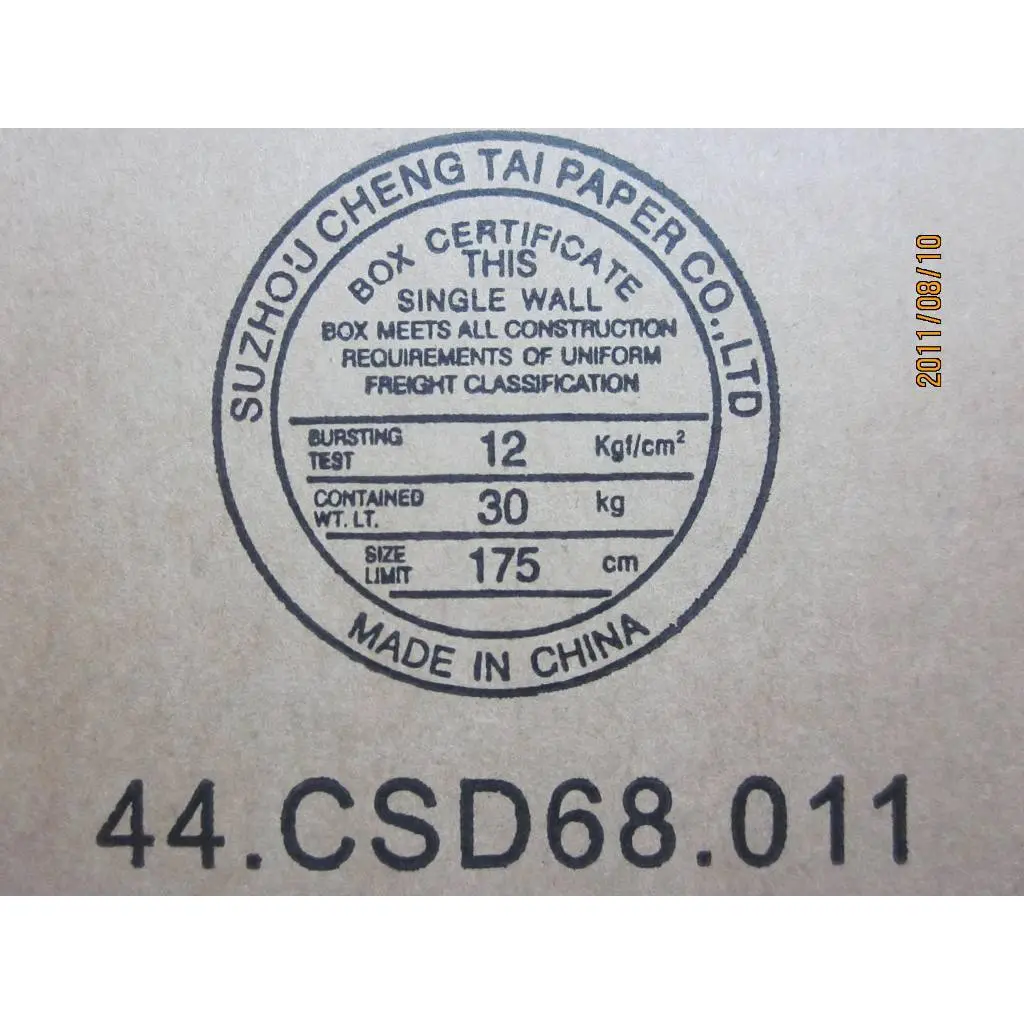 SUZHOU CHENG TAI PAPER CO.,LTD
BOX CERTIFICATE
THIS
SINGLE WALL
BOX MEETS ALL CONSTRUCTION
REQUIREMENTS OF UNIFORM
FREIGHT CLASSIFICATION
BURSTING TEST 12 Kgf/cm²
CONTAINED WT. LT. 30 kg
SIZE LIMIT 175 cm
MADE IN CHINA
44.CSD68.011
2011/08/10